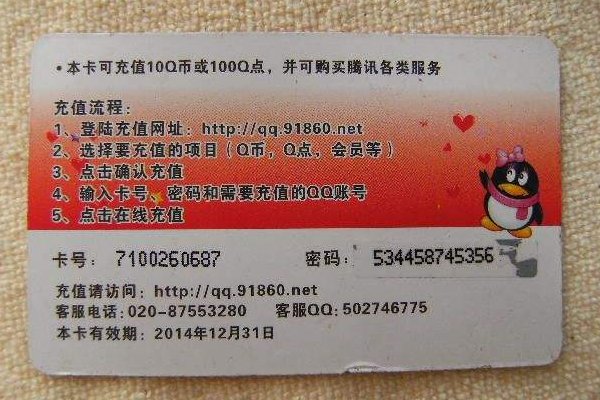 ·本卡可充值10Q币或100Q点，并可购买腾讯各类服务
充值流程：
1、登陆充值网址：http://qq.91860.net
2、选择要充值的项目（Q币，Q点，会员等）
3、点击确认充值
4、输入卡号、密码和需要充值的QQ账号
5、点击在线充值
卡号：7100260687 密码：534458745356
充值请访问：http://qq.91860.net
客服电话:020-87553280 客服QQ:502746775
本卡有效期：2014年12月31日